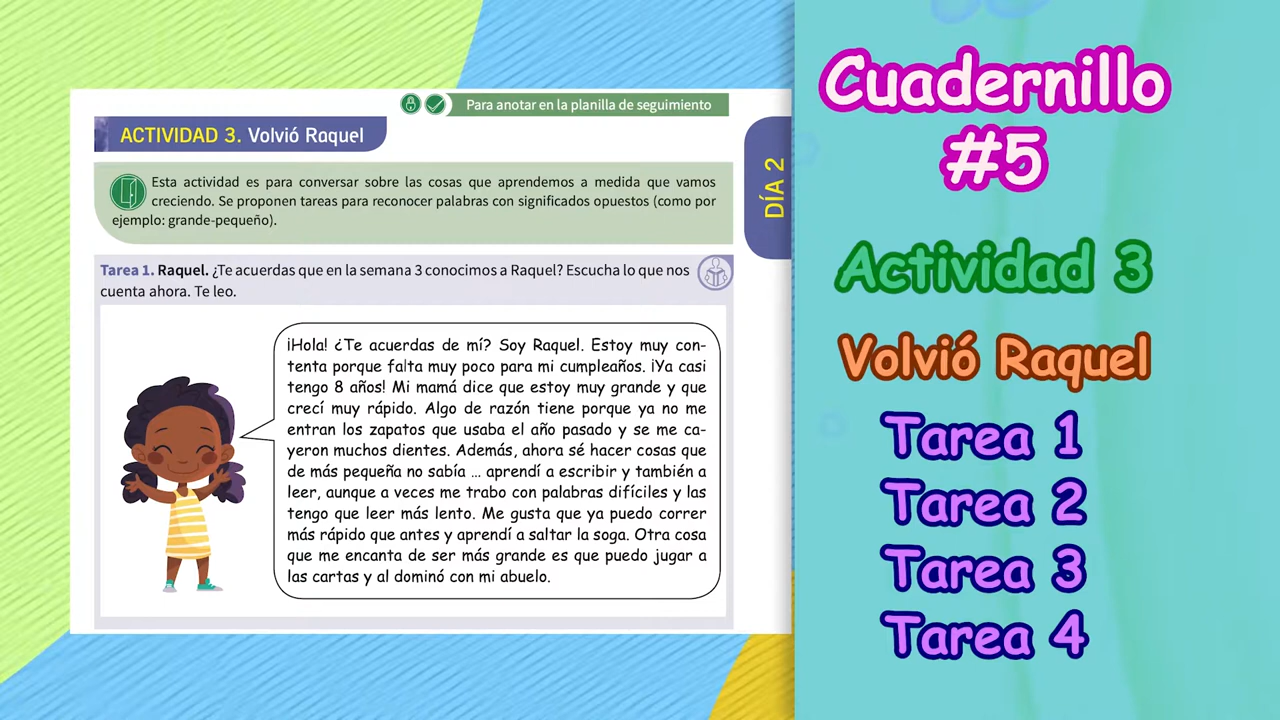 Para anotar en la planilla de seguimiento
ACTIVIDAD 3. Volvió Raquel
DÍA 2
Esta actividad es para conversar sobre las cosas que aprendemos a medida que vamos
creciendo. Se proponen tareas para reconocer palabras con significados opuestos (como por
ejemplo: grande-pequeño).
Tarea 1. Raquel. ¿Te acuerdas que en la semana 3 conocimos a Raquel? Escucha lo que nos
cuenta ahora. Te leo.
¡Hola! ¿Te acuerdas de mí? Soy Raquel. Estoy muy con-
tenta porque falta muy poco para mi cumpleaños. ¡Ya casi
tengo 8 años! Mi mamá dice que estoy muy grande y que
crecí muy rápido. Algo de razón tiene porque ya no me
entran los zapatos que usaba el año pasado y se me ca-
yeron muchos dientes. Además, ahora sé hacer cosas que
de más pequeña no sabía ... aprendí a escribir y también a
leer, aunque a veces me trabo con palabras difíciles y las
tengo que leer más lento. Me gusta que ya puedo correr
más rápido que antes y aprendí a saltar la soga. Otra cosa
que me encanta de ser más grande es que puedo jugar a
las cartas y al dominó con mi abuelo.
Cuadernillo
#5
Actividad 3
Volvió Raquel
Tarea 1
Tarea 2
Tarea 3
Tarea 4